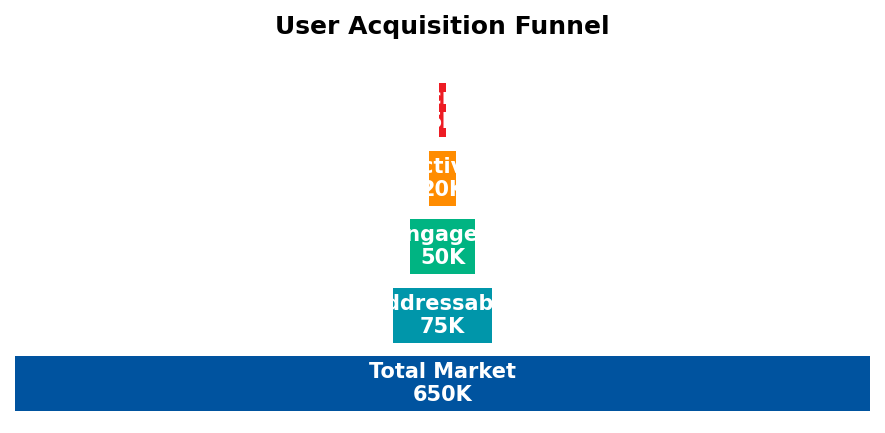 User Acquisition Funnel
ctiv
20K
ngage
50K
ddressab
75K
Total Market
650K